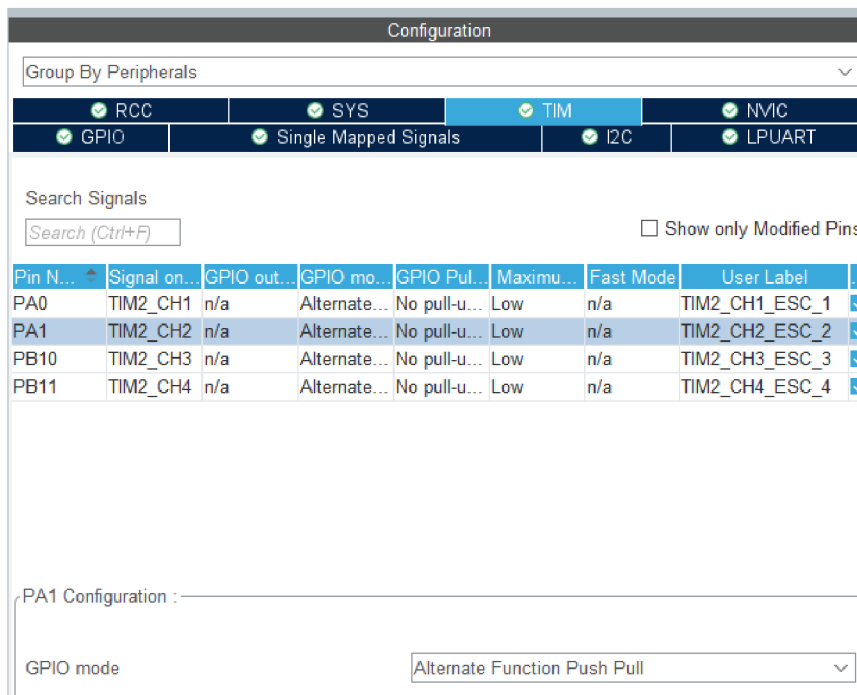 Configuration
Group By Peripherals
RCC SYS TIM NVIC
GPIO Single Mapped Signals I2C LPUART
Search Signals
Search (Ctrl+F) Show only Modified Pins
Pin N... Signal on... GPIO out... GPIO mo... GPIO Pul... Maximu... Fast Mode User Label
PA0 TIM2_CH1 n/a Alternate... No pull-u... Low n/a TIM2_CH1_ESC_1
PA1 TIM2_CH2 n/a Alternate... No pull-u... Low n/a TIM2_CH2_ESC_2
PB10 TIM2_CH3 n/a Alternate... No pull-u... Low n/a TIM2_CH3_ESC_3
PB11 TIM2_CH4 n/a Alternate... No pull-u... Low n/a TIM2_CH4_ESC_4
PA1 Configuration :
GPIO mode Alternate Function Push Pull